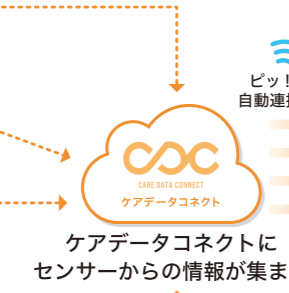 ピッ!
自動連携
CDC
CARE DATA CONNECT
ケアデータコネクト
ケアデータコネクトに
センサーからの情報が集ま